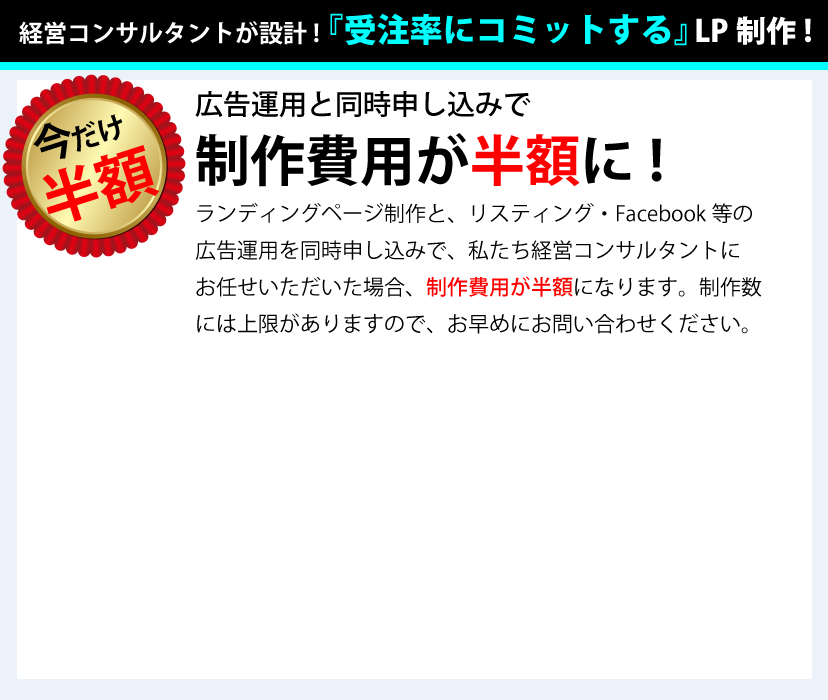 経営コンサルタントが設計！『受注率にコミットする』LP 制作！
今だけ
半額
広告運用と同時申し込みで
制作費用が半額に！
ランディングページ制作と、リスティング・Facebook 等の
広告運用を同時申し込みで、私たち経営コンサルタントに
お任せいただいた場合、制作費用が半額になります。制作数
には上限がありますので、お早めにお問い合わせください。